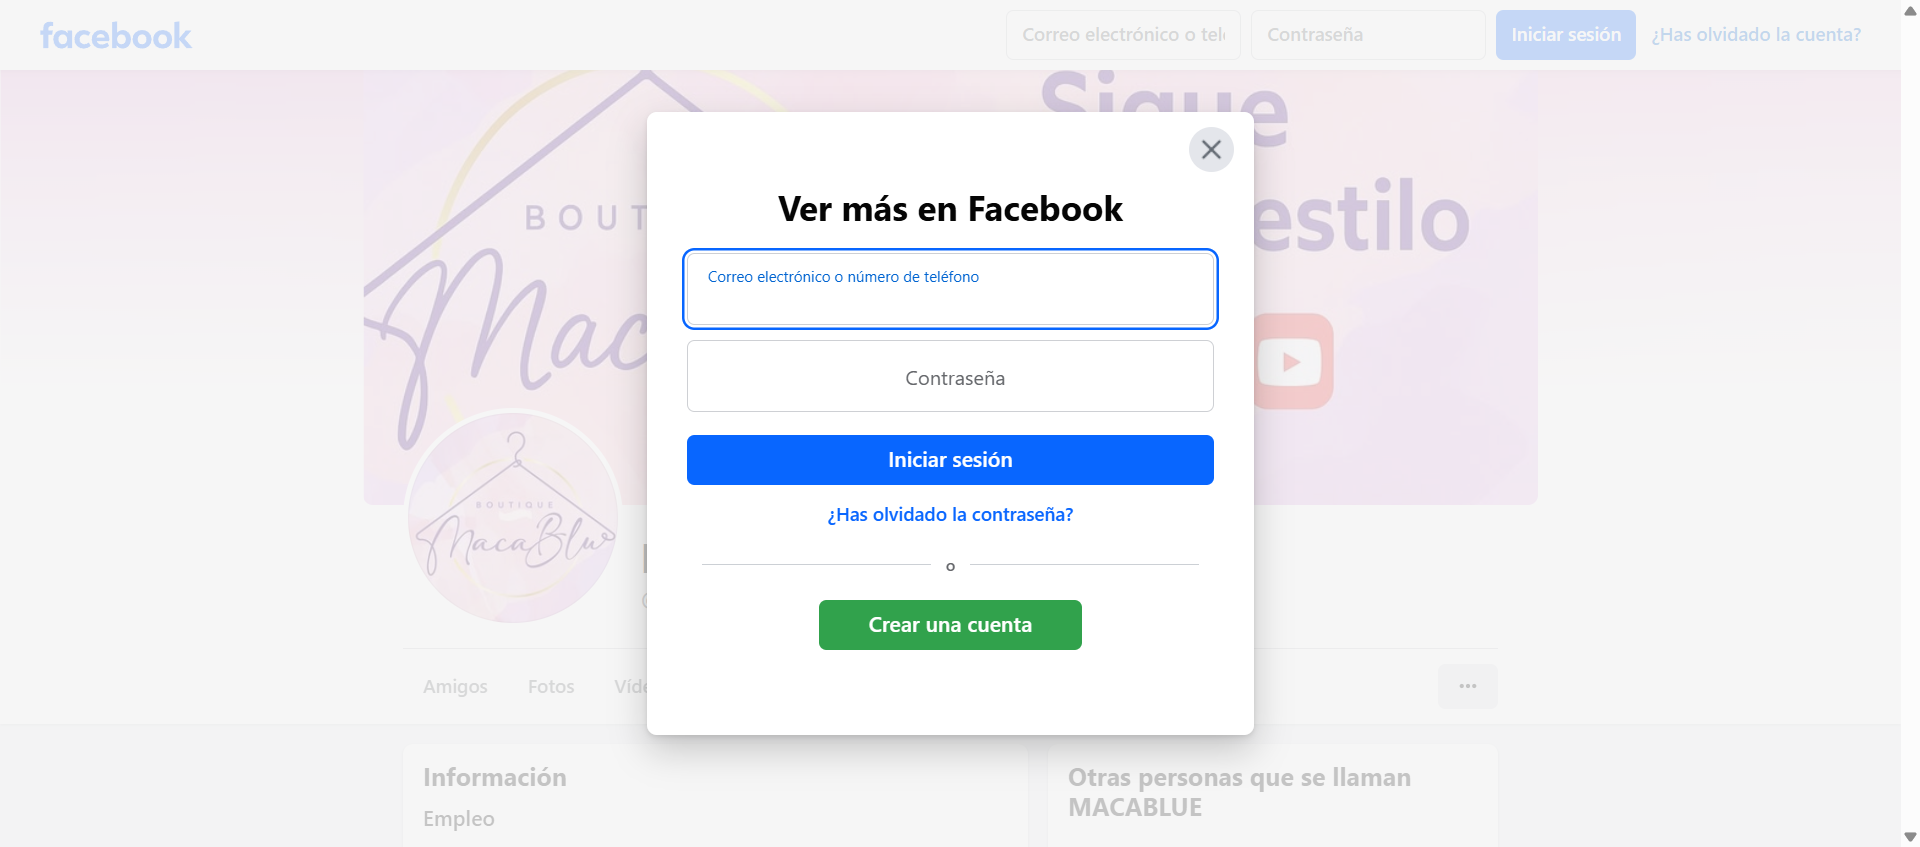 facebook
Correo electrónico o telé
Contraseña
Iniciar sesión
¿Has olvidado la cuenta?
Sigue
estilo
BOUT
Mac
Ver más en Facebook
Correo electrónico o número de teléfono
Contraseña
Iniciar sesión
¿Has olvidado la contraseña?
o
Crear una cuenta
BOUTIQUE
MacaBlu
Amigos
Fotos
Víde
Información
Empleo
Otras personas que se llaman
MACABLUE